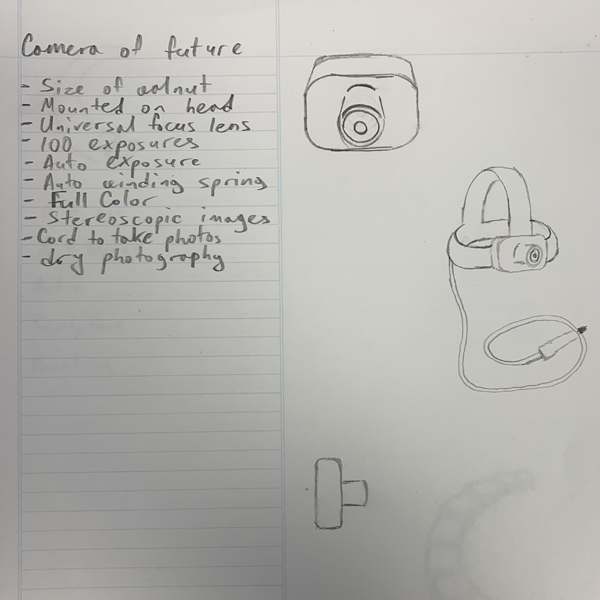 Camera of future
- Size of walnut
- Mounted on head
- Universal focus lens
- 100 exposures
- Auto exposure
- Auto winding spring
- Full Color
- Stereoscopic images
- Cord to take photos
- dry photography